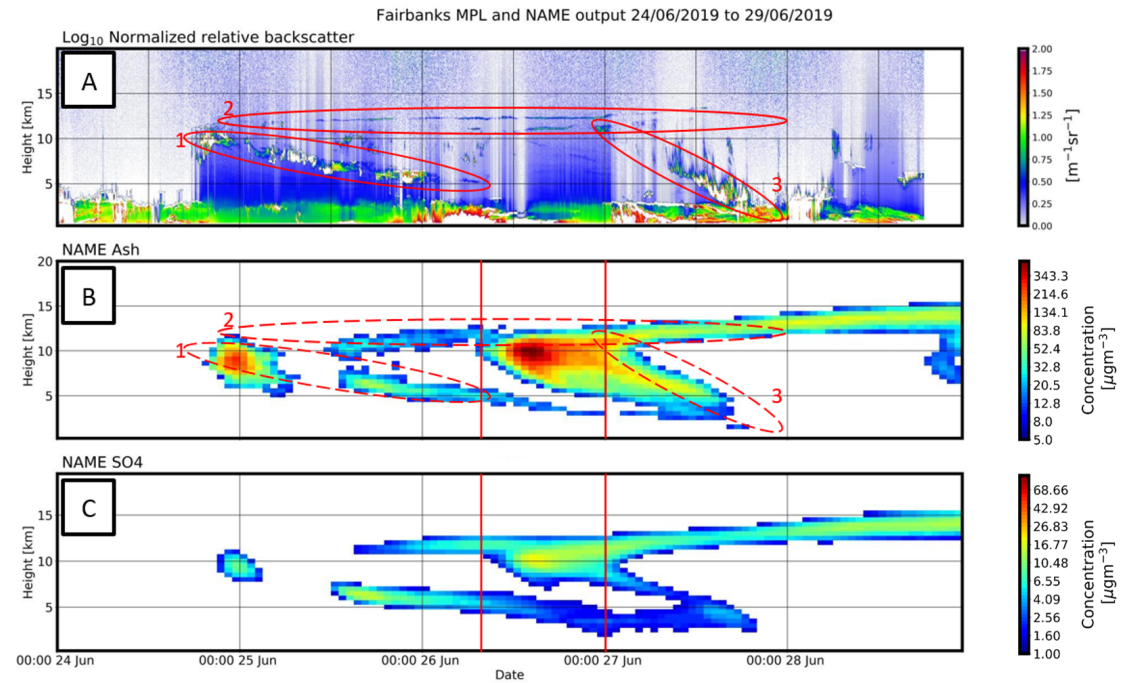 Fairbanks MPL and NAME output 24/06/2019 to 29/06/2019
Log₁₀ Normalized relative backscatter
A
Height [km]
15
10
5
1
2
3
2.00
1.75
1.50
1.25
1.00
0.75
0.50
0.25
0.00
[m⁻¹sr⁻¹]
NAME Ash
B
Height [km]
20
15
10
5
1
2
3
343.3
214.6
134.1
83.8
52.4
32.8
20.5
12.8
8.0
5.0
Concentration
[μgm⁻³]
NAME SO4
C
Height [km]
15
10
5
68.66
42.92
26.83
16.77
10.48
6.55
4.09
2.56
1.60
1.00
Concentration
[μgm⁻³]
00:00 24 Jun
00:00 25 Jun
00:00 26 Jun
00:00 27 Jun
00:00 28 Jun
Date